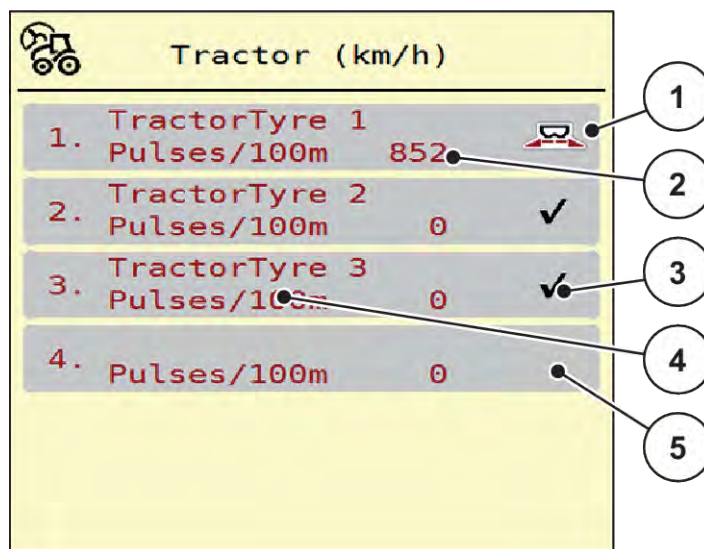 Tractor (km/h)
1. TractorTyre 1
Pulses/100m 852
2. TractorTyre 2
Pulses/100m 0
3. TractorTyre 3
Pulses/100m 0
4.
Pulses/100m 0
1
2
3
4
5